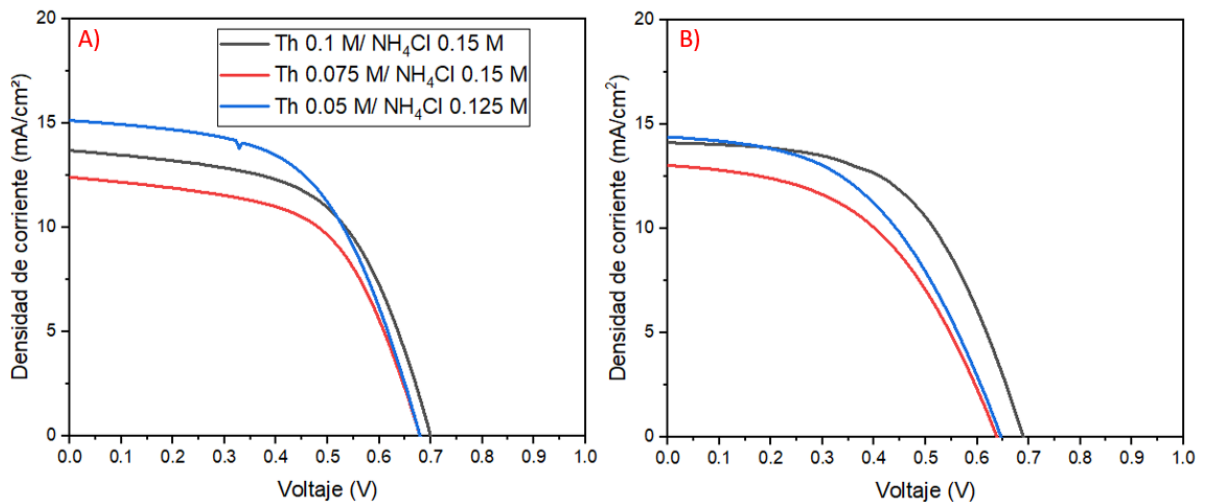 A)
Th 0.1 M/ NH₄Cl 0.15 M
Th 0.075 M/ NH₄Cl 0.15 M
Th 0.05 M/ NH₄Cl 0.125 M
Densidad de corriente (mA/cm²)
20
15
10
5
0
0.0 0.1 0.2 0.3 0.4 0.5 0.6 0.7 0.8 0.9 1.0
Voltaje (V)
B)
Densidad de corriente (mA/cm²)
20
15
10
5
0
0.0 0.1 0.2 0.3 0.4 0.5 0.6 0.7 0.8 0.9 1.0
Voltaje (V)